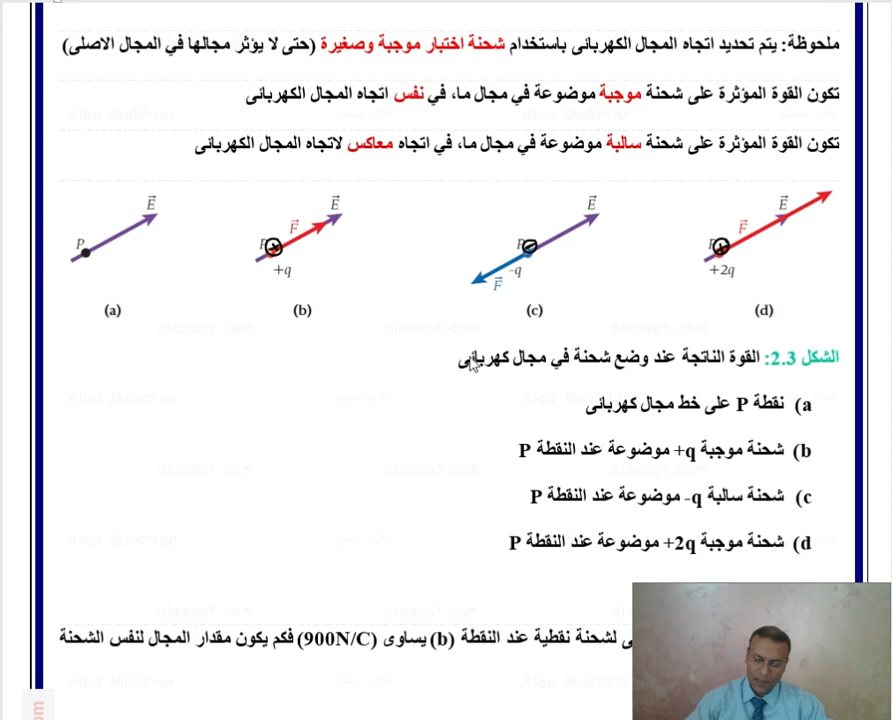 ملحوظة: يتم تحديد اتجاه المجال الكهربائى باستخدام شحنة اختبار موجبة وصغيرة (حتى لا يؤثر مجالها في المجال الاصلى)
تكون القوة المؤثرة على شحنة موجبة موضوعة في مجال ما، في نفس اتجاه المجال الكهربائى
تكون القوة المؤثرة على شحنة سالبة موضوعة في مجال ما، في اتجاه معاكس لاتجاه المجال الكهربائى
P E
P F E +q
P E -q F
P F E +2q
(a) (b) (c) (d)
الشكل 2.3: القوة الناتجة عند وضع شحنة في مجال كهربائى
a) نقطة P على خط مجال كهربائى
b) شحنة موجبة +q موضوعة عند النقطة P
c) شحنة سالبة -q موضوعة عند النقطة P
d) شحنة موجبة +2q موضوعة عند النقطة P
لشحنة نقطية عند النقطة (b) يساوى (900N/C) فكم يكون مقدار المجال لنفس الشحنة
Alaa Mukhtar
alaasat.com